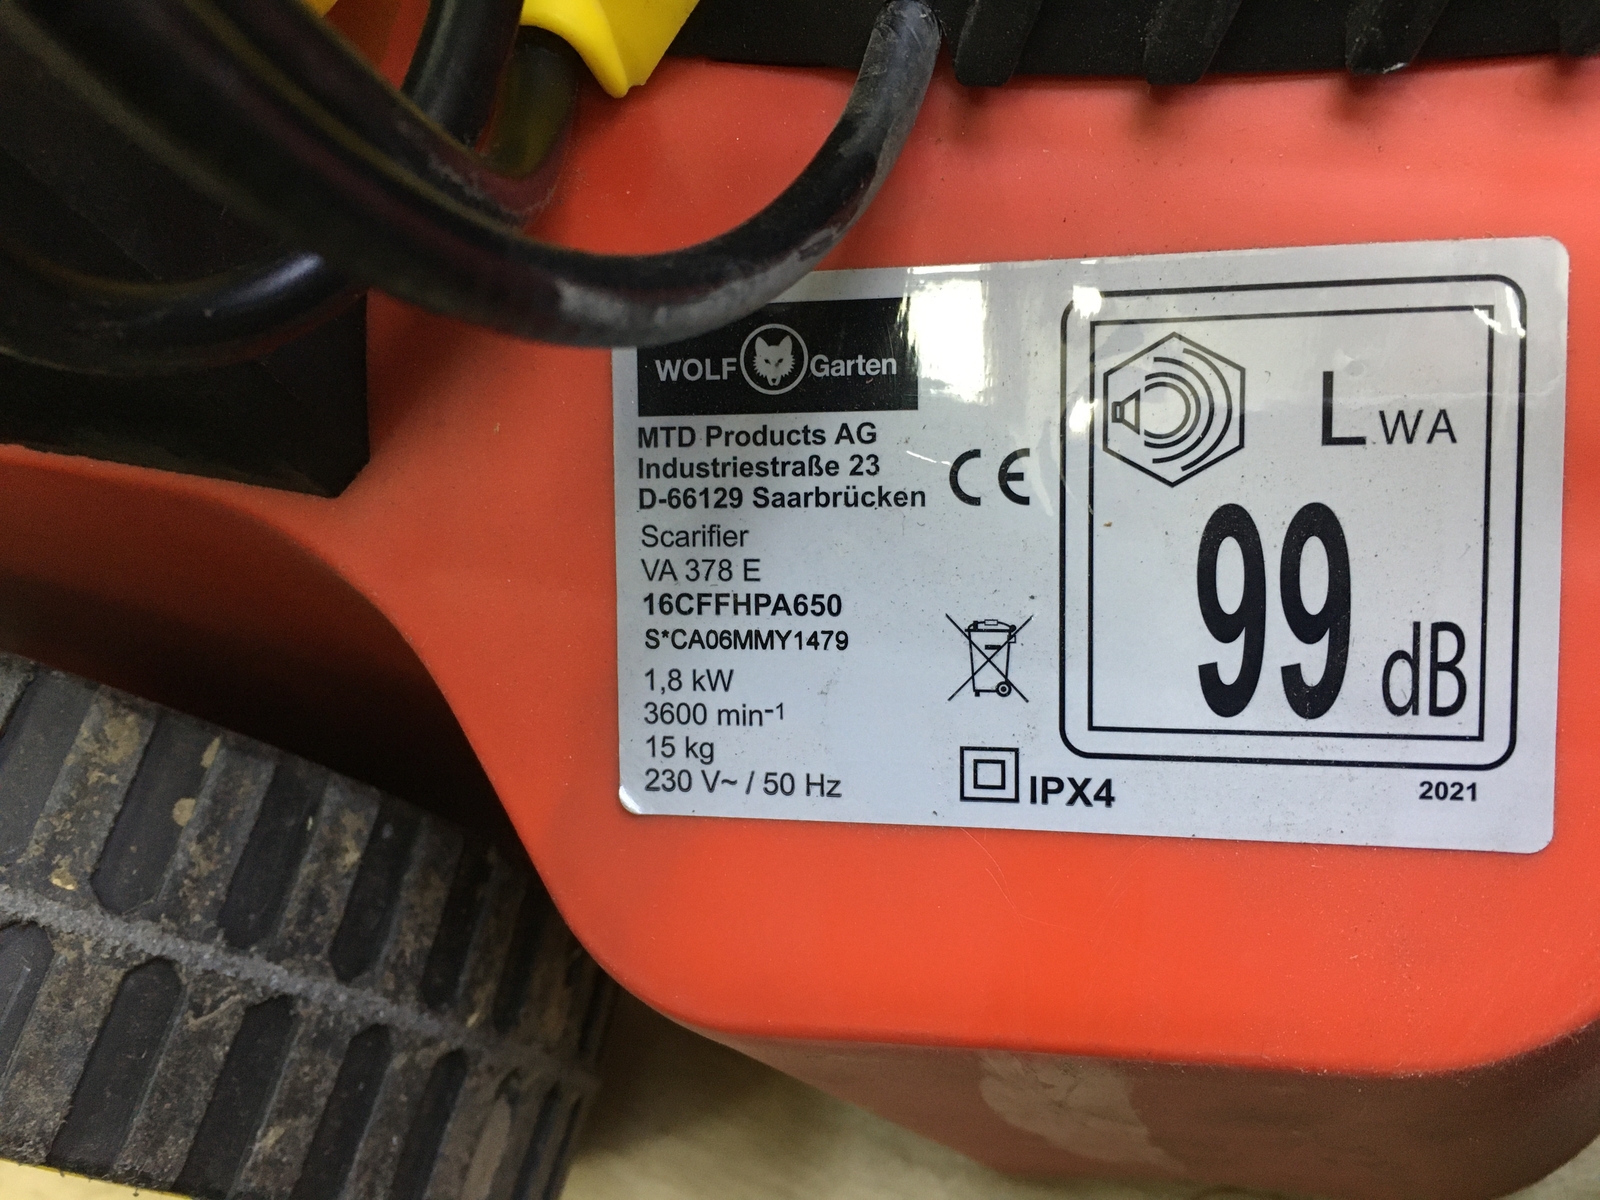 WOLF Garten
MTD Products AG
Industriestraße 23
D-66129 Saarbrücken
CE
Scarifier
VA 378 E
16CFFHPA650
S*CA06MMY1479
1,8 kW
3600 min⁻¹
15 kg
230 V~ / 50 Hz
IPX4
LWA
99 dB
2021